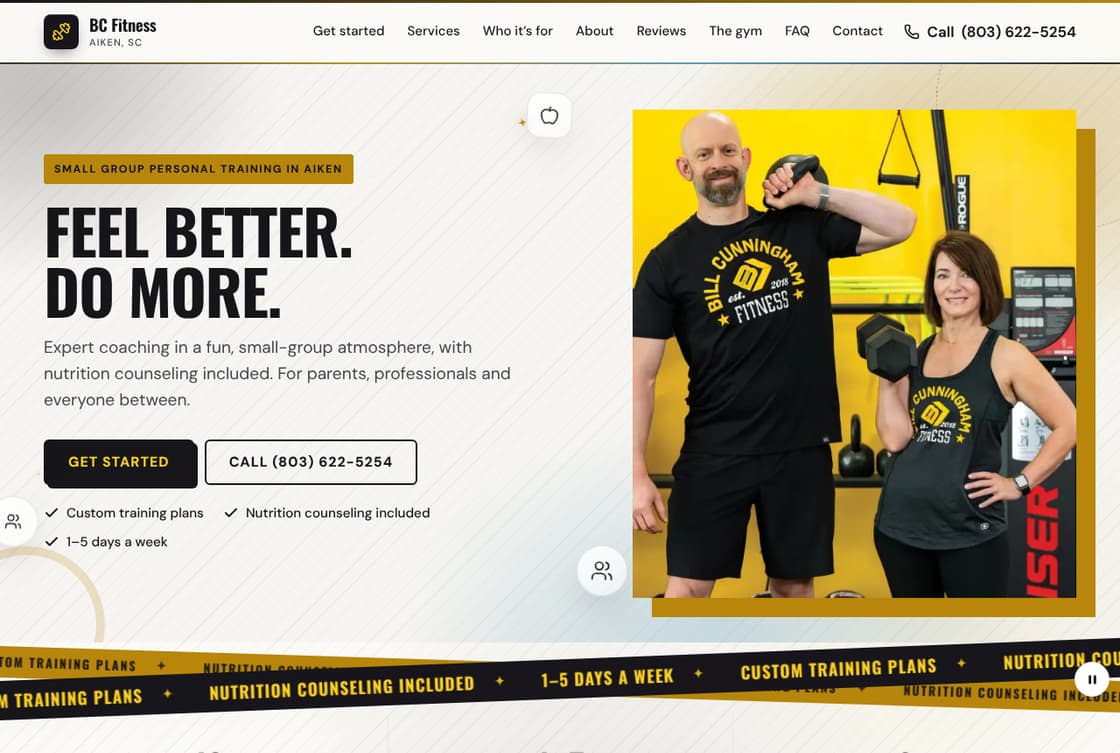 BC Fitness
AIKEN, SC
Get started Services Who it's for About Reviews The gym FAQ Contact Call (803) 622-5254
SMALL GROUP PERSONAL TRAINING IN AIKEN
FEEL BETTER.
DO MORE.
Expert coaching in a fun, small-group atmosphere, with
nutrition counseling included. For parents, professionals and
everyone between.
GET STARTED CALL (803) 622-5254
Custom training plans Nutrition counseling included
1–5 days a week
ROGUE
BILL CUNNINGHAM
est. 2018
FITNESS
CUNNINGHAM
2018
FITNESS
ISER
TOM TRAINING PLANS NUTRITION
PLANS NUTRITION COUNSELING INCLUDED
M TRAINING PLANS NUTRITION COUNSELING INCLUDED 1–5 DAYS A WEEK CUSTOM TRAINING PLANS NUTRITION COU